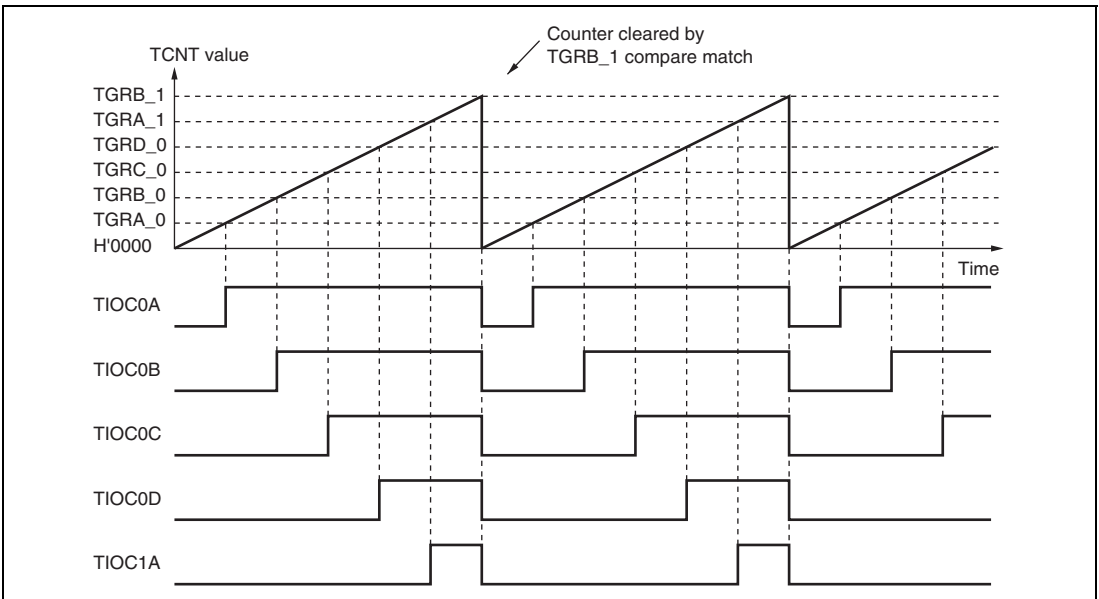 Counter cleared by
TGRB_1 compare match
TCNT value
TGRB_1
TGRA_1
TGRD_0
TGRC_0
TGRB_0
TGRA_0
H'0000
Time
TIOC0A
TIOC0B
TIOC0C
TIOC0D
TIOC1A